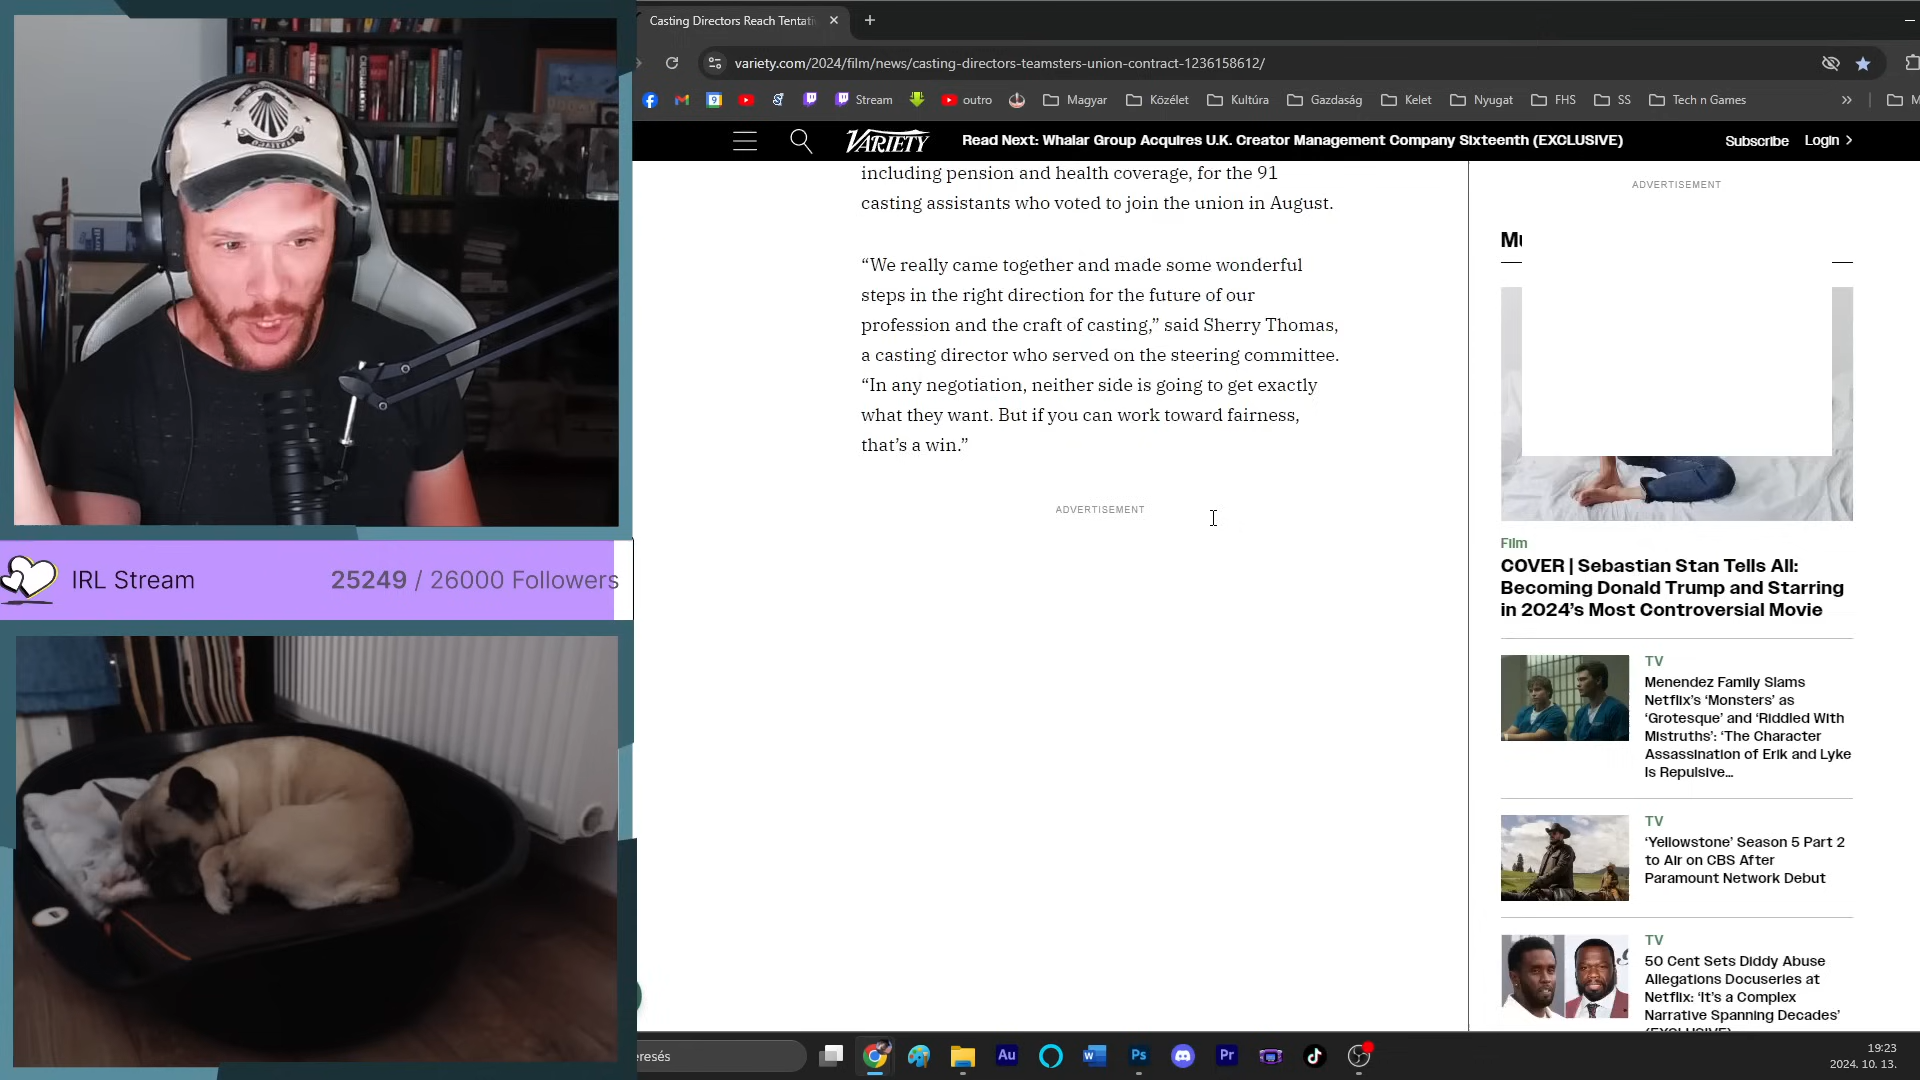 Casting Directors Reach Tentati
variety.com/2024/film/news/casting-directors-teamsters-union-contract-1236158612/
Stream
outro
Magyar
Közélet
Kultúra
Gazdaság
Kelet
Nyugat
FHS
SS
Tech n Games
VARIETY
Read Next: Whalar Group Acquires U.K. Creator Management Company Sixteenth (EXCLUSIVE)
Subscribe
Login
including pension and health coverage, for the 91
casting assistants who voted to join the union in August.
“We really came together and made some wonderful
steps in the right direction for the future of our
profession and the craft of casting,” said Sherry Thomas,
a casting director who served on the steering committee.
“In any negotiation, neither side is going to get exactly
what they want. But if you can work toward fairness,
that’s a win.”
ADVERTISEMENT
ADVERTISEMENT
Film
COVER | Sebastian Stan Tells All:
Becoming Donald Trump and Starring
in 2024’s Most Controversial Movie
TV
Menendez Family Slams
Netflix’s ‘Monsters’ as
‘Grotesque’ and ‘Riddled With
Mistruths’: ‘The Character
Assassination of Erik and Lyke
Is Repulsive…
TV
‘Yellowstone’ Season 5 Part 2
to Air on CBS After
Paramount Network Debut
TV
50 Cent Sets Diddy Abuse
Allegations Docuseries at
Netflix: ‘It’s a Complex
Narrative Spanning Decades’
(EXCLUSIVE)
IRL Stream
25249 / 26000 Followers
eresés
Au
Ps
Pr
19:23
2024. 10. 13.